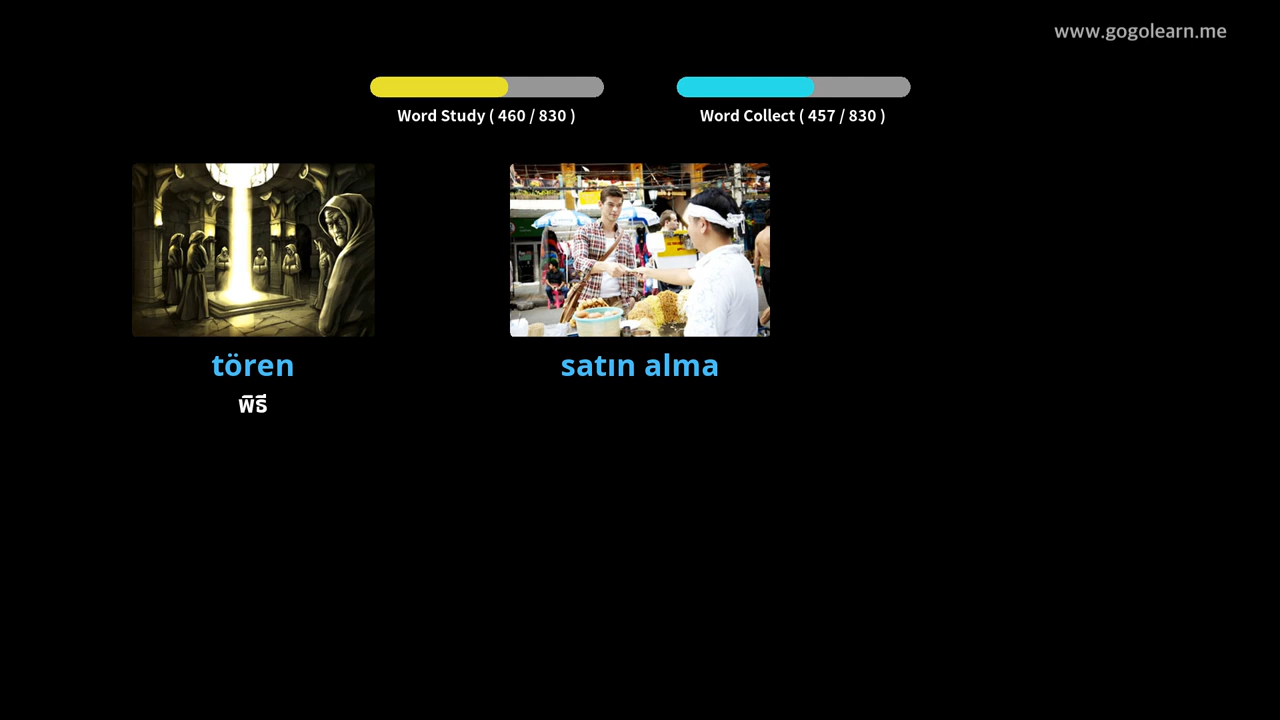 www.gogolearn.me
Word Study ( 460 / 830 )
Word Collect ( 457 / 830 )
tören
satın alma
พิธี